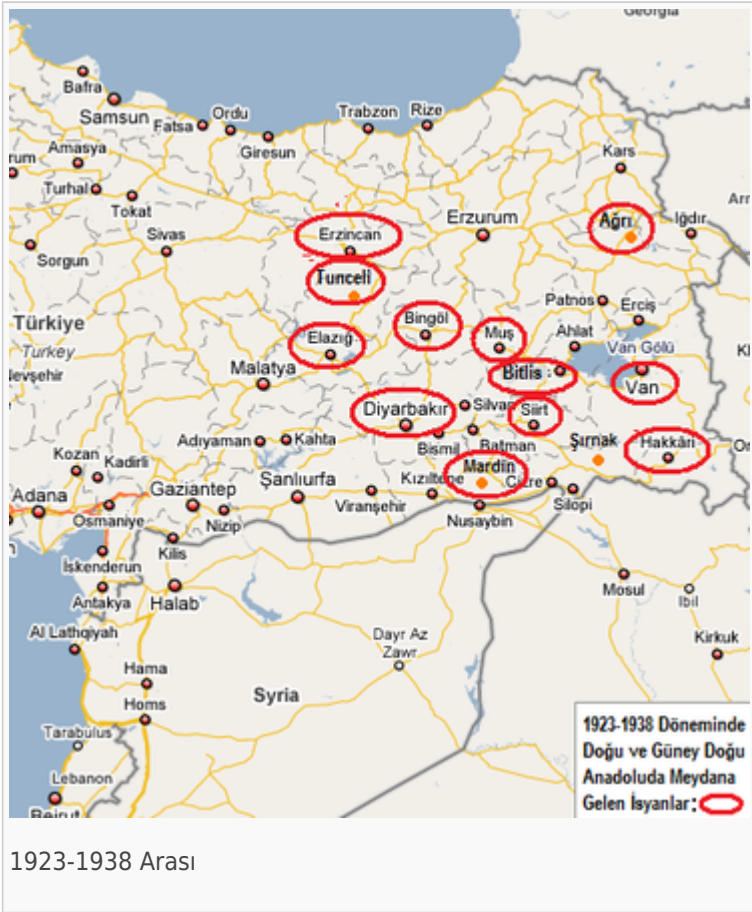 Georgia
Bafra
Samsun
Fatsa
Ordu
Giresun
Trabzon
Rize
Kars
rum
Amasya
Turhal
Tokat
Sivas
Sorgun
Erzincan
Erzurum
Ağrı
Iğdır
Tunceli
Patnos
Erciş
Türkiye
Turkey
Elazığ
Bingöl
Muş
Ahlat
Van Gölü
levşehir
Malatya
Bitlis
Van
Diyarbakır
Silvan
Siirt
Adıyaman
Kahta
Bismil
Batman
Şırnak
Hakkâri
Kozan
Kadirli
Mardin
Adana
Gaziantep
Şanlıurfa
Kızıltepe
Cizre
Osmaniye
Nizip
Viranşehir
Nusaybin
Silopi
Kilis
İskenderun
Antakya
Halab
Mosul
Ibil
Al Lathqiyah
Dayr Az
Zawr
Kirkuk
Hama
Syria
Homs
Tarabulus
Lebanon
Beirut
1923-1938 Döneminde
Doğu ve Güney Doğu
Anadoluda Meydana
Gelen İsyanlar:
1923-1938 Arası